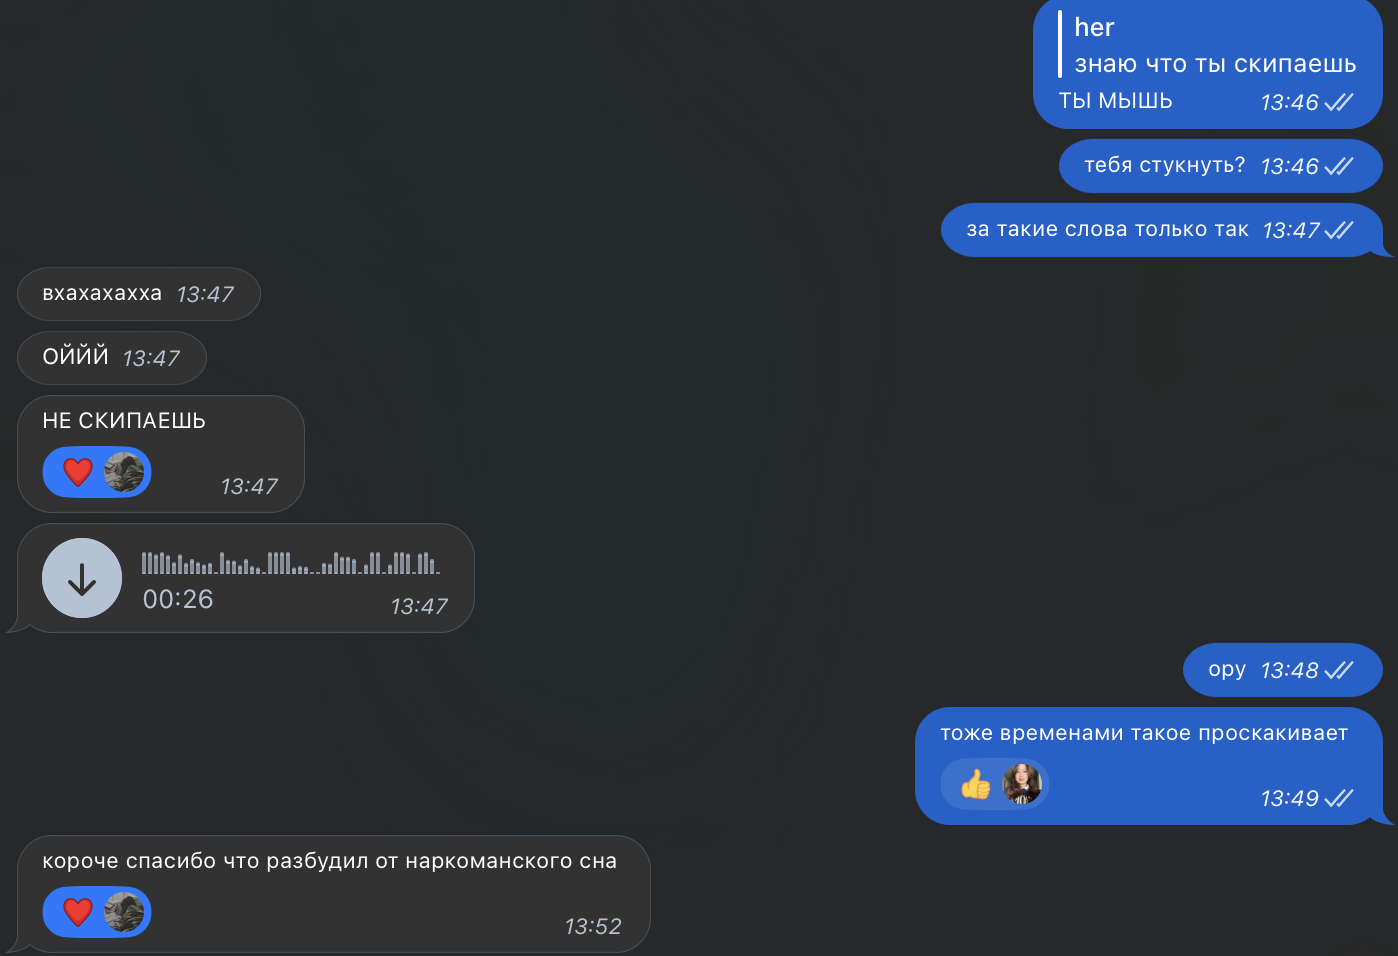 her
знаю что ты скипаешь
ТЫ МЫШЬ 13:46
тебя стукнуть? 13:46
за такие слова только так 13:47
вхахахахха 13:47
ОЙЙЙ 13:47
НЕ СКИПАЕШЬ
13:47
00:26
13:47
ору 13:48
тоже временами такое проскакивает
13:49
короче спасибо что разбудил от наркоманского сна
13:52